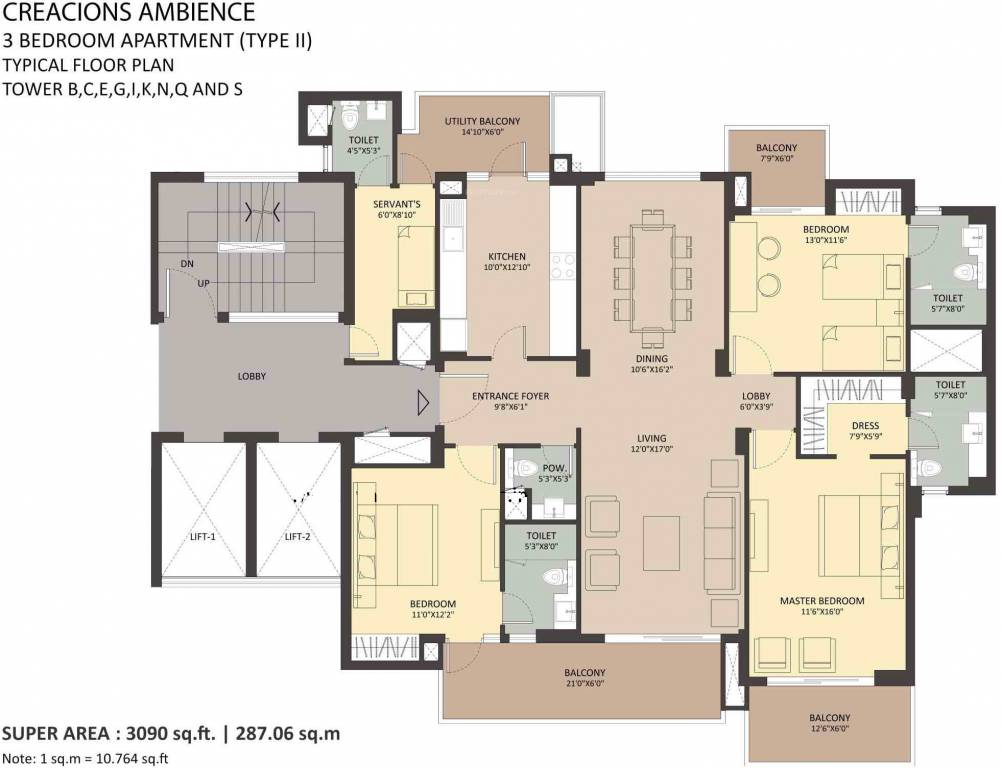 CREACIONS AMBIENCE
3 BEDROOM APARTMENT (TYPE II)
TYPICAL FLOOR PLAN
TOWER B,C,E,G,I,K,N,Q AND S
UTILITY BALCONY
14'10"X6'0"
TOILET
4'5"X5'3"
BALCONY
7'9"X6'0"
SERVANT'S
6'0"X8'10"
BEDROOM
13'0"X11'6"
KITCHEN
10'0"X12'10"
DN
UP
TOILET
5'7"X8'0"
DINING
10'6"X16'2"
LOBBY
ENTRANCE FOYER
9'8"X6'1"
LOBBY
6'0"X3'9"
TOILET
5'7"X8'0"
DRESS
7'9"X5'9"
LIVING
12'0"X17'0"
POW.
5'3"X5'3"
LIFT-1
LIFT-2
TOILET
5'3"X8'0"
BEDROOM
11'0"X12'2"
MASTER BEDROOM
11'6"X16'0"
BALCONY
21'0"X6'0"
BALCONY
12'6"X6'0"
SUPER AREA : 3090 sq.ft. | 287.06 sq.m
Note: 1 sq.m = 10.764 sq.ft